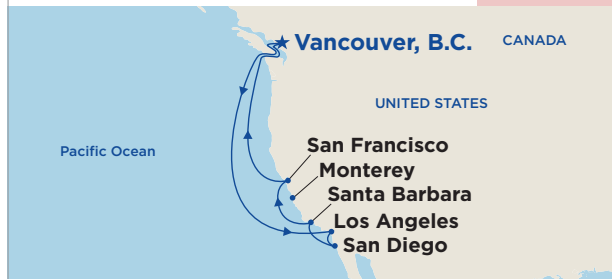 Vancouver, B.C.
CANADA
UNITED STATES
Pacific Ocean
San Francisco
Monterey
Santa Barbara
Los Angeles
San Diego